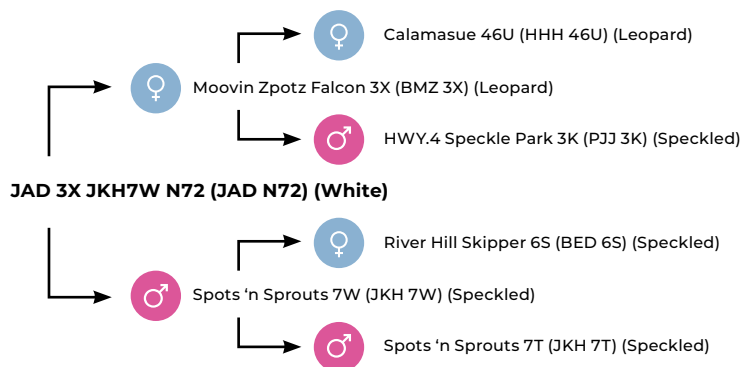 Calamasue 46U (HHH 46U) (Leopard)
Moovin Zpotz Falcon 3X (BMZ 3X) (Leopard)
HWY.4 Speckle Park 3K (PJJ 3K) (Speckled)
JAD 3X JKH7W N72 (JAD N72) (White)
River Hill Skipper 6S (BED 6S) (Speckled)
Spots ‘n Sprouts 7W (JKH 7W) (Speckled)
Spots ‘n Sprouts 7T (JKH 7T) (Speckled)